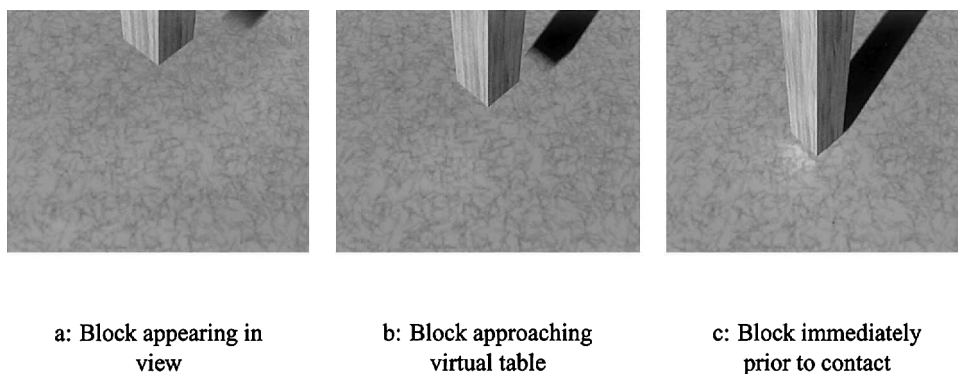 a: Block appearing in
view
b: Block approaching
virtual table
c: Block immediately
prior to contact